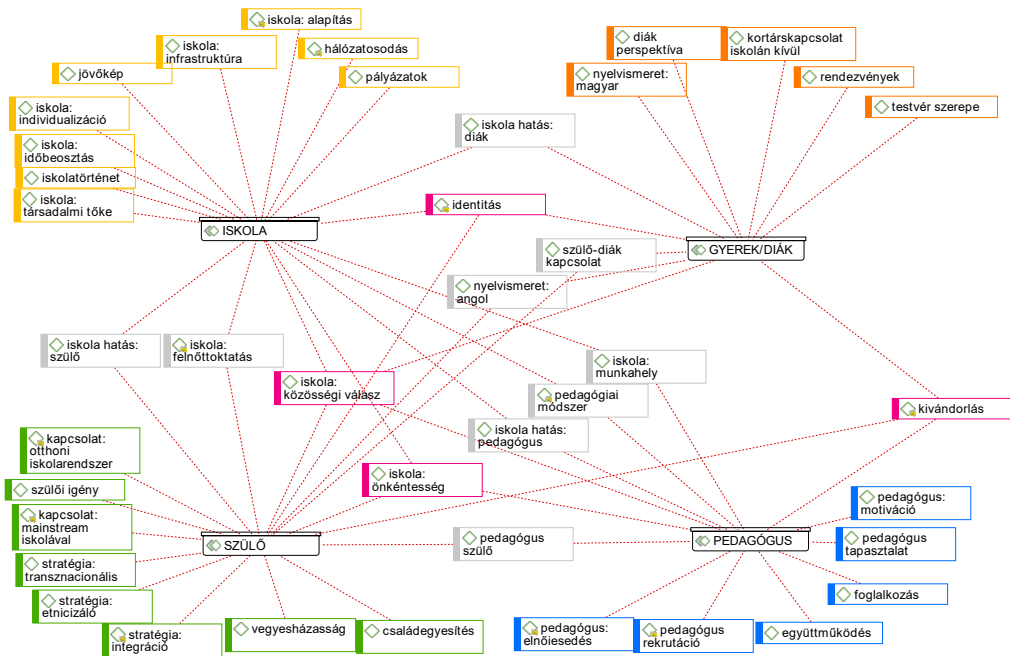 iskola: alapítás
iskola:
infrastruktúra
hálózatosodás
jövőkép
pályázatok
iskola:
individualizáció
iskola:
időbeosztás
iskolatörténet
iskola:
társadalmi tőke
diák
perspektíva
kortárskapcsolat
iskolán kívül
nyelvismeret:
magyar
rendezvények
testvér szerepe
iskola hatás:
diák
identitás
ISKOLA
szülő-diák
kapcsolat
GYEREK/DIÁK
nyelvismeret:
angol
iskola hatás:
szülő
iskola:
felnőttoktatás
iskola:
közösségi válasz
iskola:
munkahely
pedagógiai
módszer
kivándorlás
iskola hatás:
pedagógus
kapcsolat:
otthoni
iskolarendszer
iskola:
önkéntesség
szülői igény
kapcsolat:
mainstream
iskolával
pedagógus:
motiváció
SZÜLŐ
pedagógus
szülő
PEDAGÓGUS
pedagógus
tapasztalat
stratégia:
transznacionális
stratégia:
etnicizáló
foglalkozás
stratégia:
integráció
vegyesházasság
családegyesítés
pedagógus:
elnőiesedés
pedagógus
rekrutáció
együttműködés